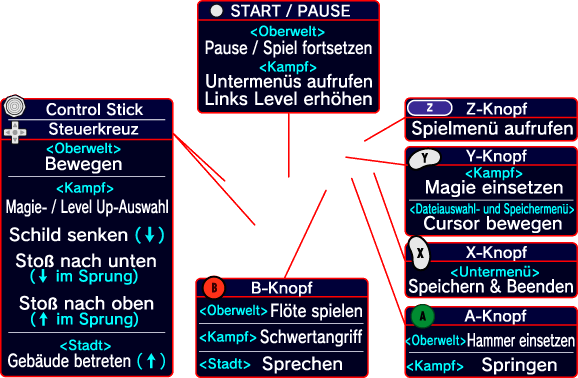 START / PAUSE
<Oberwelt>
Pause / Spiel fortsetzen
<Kampf>
Untermenüs aufrufen
Links Level erhöhen
Control Stick
Steuerkreuz
<Oberwelt>
Bewegen
<Kampf>
Magie- / Level Up-Auswahl
Schild senken (↓)
Stoß nach unten
(↓ im Sprung)
Stoß nach oben
(↑ im Sprung)
<Stadt>
Gebäude betreten (↑)
B B-Knopf
<Oberwelt> Flöte spielen
<Kampf> Schwertangriff
<Stadt> Sprechen
Z Z-Knopf
Spielmenü aufrufen
Y Y-Knopf
<Kampf>
Magie einsetzen
<Dateiauswahl- und Speichermenü>
Cursor bewegen
X X-Knopf
<Untermenü>
Speichern & Beenden
A A-Knopf
<Oberwelt> Hammer einsetzen
<Kampf> Springen